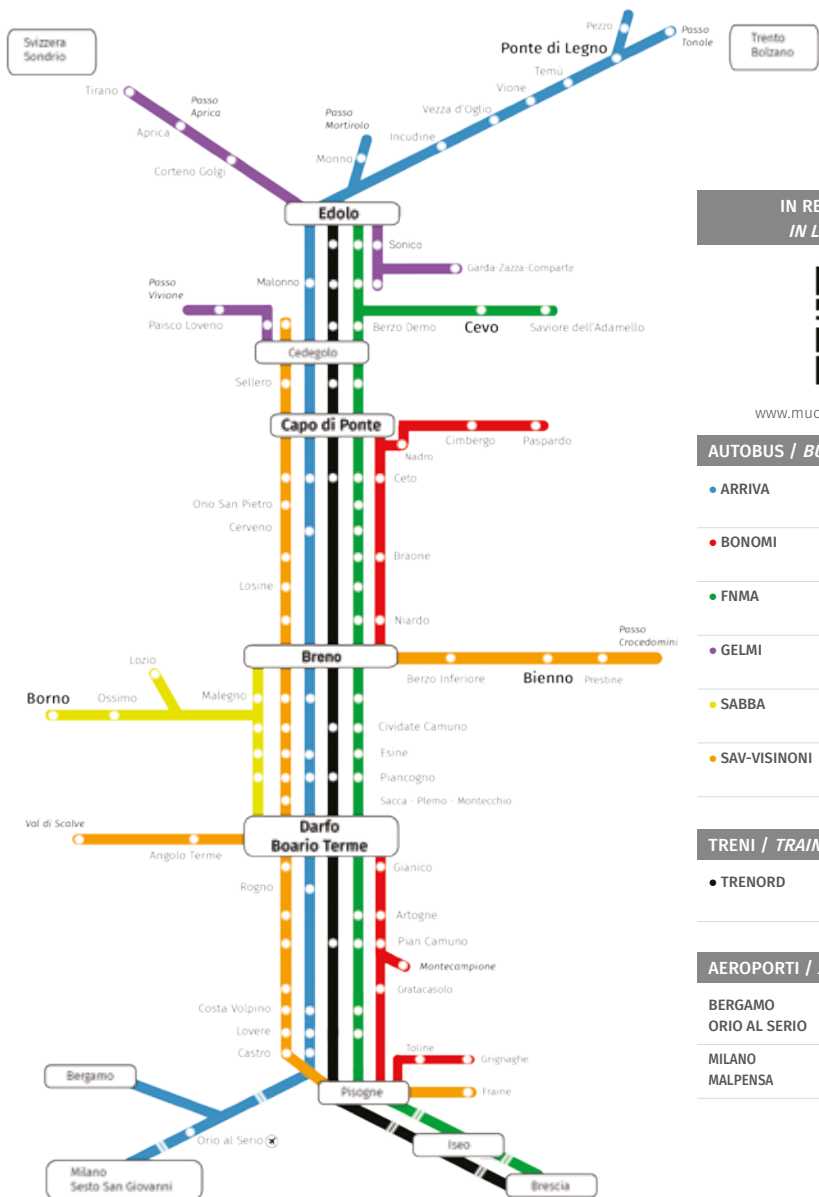 Svizzera
Sondrio
Pezzo
Passo
Tonale
Trento
Bolzano
Ponte di Legno
Temù
Vione
Tirano
Passo
Aprica
Vezza d'Oglio
Passo
Mortirolo
Aprica
Incudine
Monno
Corteno Golgi
Edolo
Sonico
Garda-Zazza-Comparte
Malonno
Passo
Vivione
Paisco Loveno
Berzo Demo
Cevo
Saviore dell'Adamello
Cedegolo
Sellero
Capo di Ponte
Nadro
Cimbergo
Paspardo
Ceto
Ono San Pietro
Cerveno
Braone
Losine
Niardo
Passo
Crocedomini
Breno
Lozio
Berzo Inferiore
Bienno
Prestine
Borno
Ossimo
Malegno
Cividate Camuno
Esine
Piancogno
Sacca - Plemo - Montecchio
Val di Scalve
Darfo
Boario Terme
Angolo Terme
Gianico
Rogno
Artogne
Pian Camuno
Montecampione
Gratacasolo
Costa Volpino
Lovere
Castro
Toline
Grignaghe
Bergamo
Pisogne
Fraine
Orio al Serio
Iseo
Milano
Sesto San Giovanni
Brescia
IN RE
IN L
www.muo
AUTOBUS / BU
ARRIVA
BONOMI
FNMA
GELMI
SABBA
SAV-VISINONI
TRENI / TRAIN
TRENORD
AEROPORTI /
BERGAMO
ORIO AL SERIO
MILANO
MALPENSA